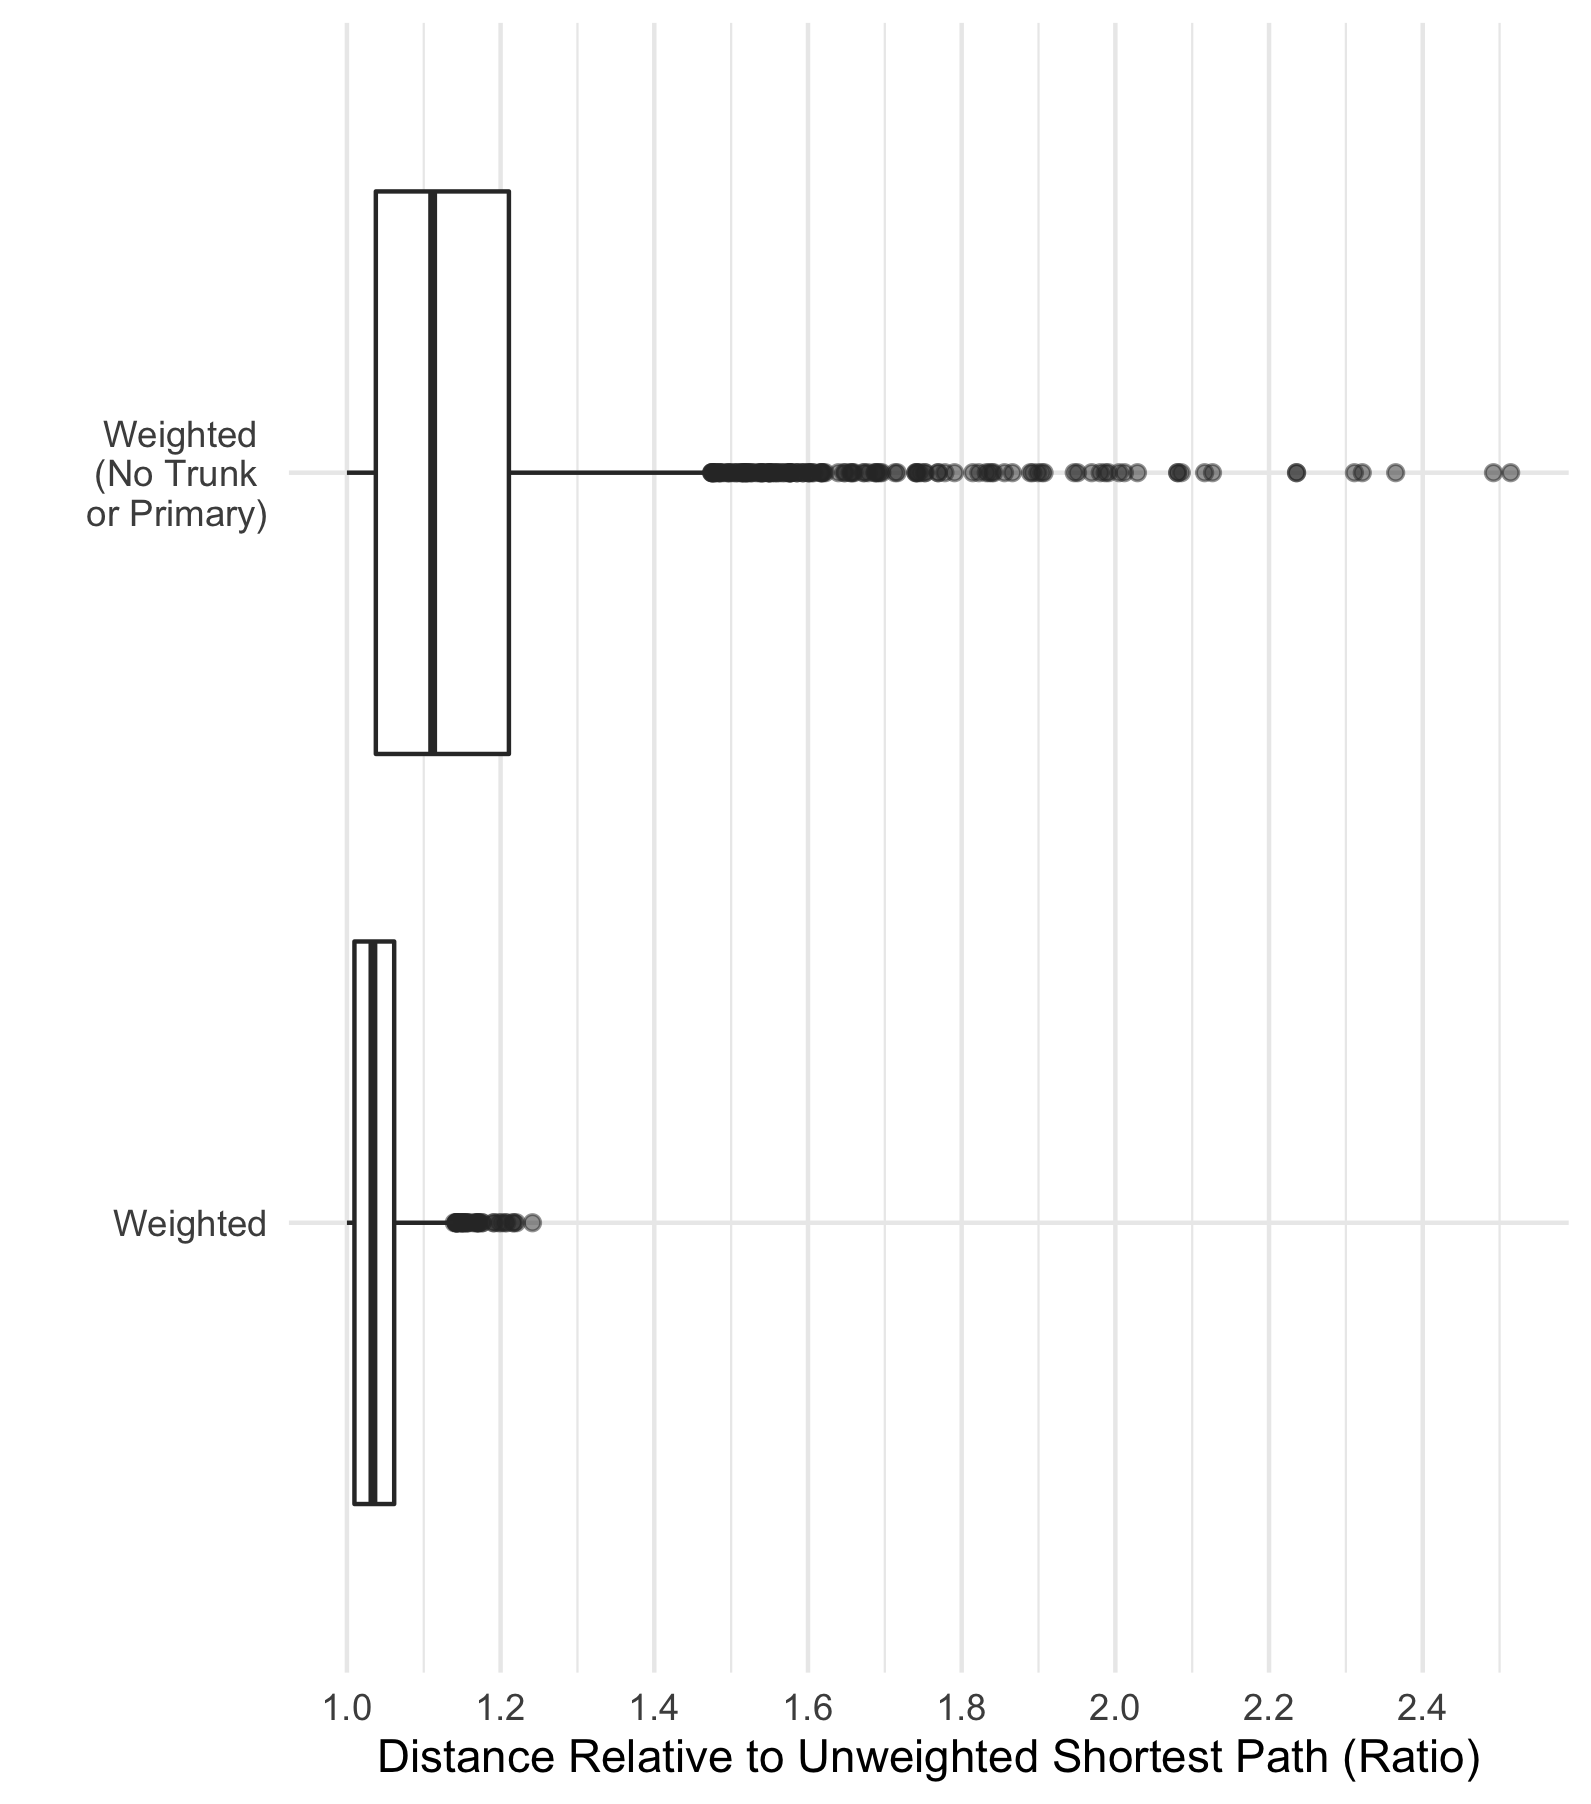 Weighted
(No Trunk
or Primary)
Weighted
1.0 1.2 1.4 1.6 1.8 2.0 2.2 2.4
Distance Relative to Unweighted Shortest Path (Ratio)